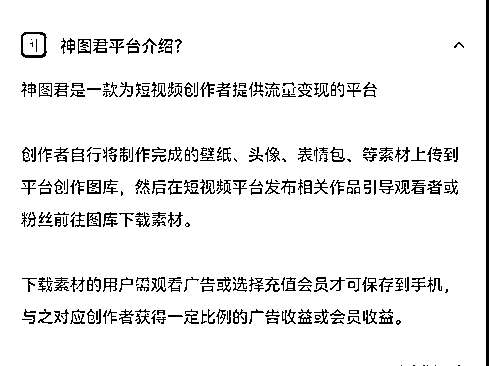 神图君平台介绍?
神图君是一款为短视频创作者提供流量变现的平台
创作者自行将制作完成的壁纸、头像、表情包、等素材上传到
平台创作图库，然后在短视频平台发布相关作品引导观看者或
粉丝前往图库下载素材。
下载素材的用户需观看广告或选择充值会员才可保存到手机，
与之对应创作者获得一定比例的广告收益或会员收益。